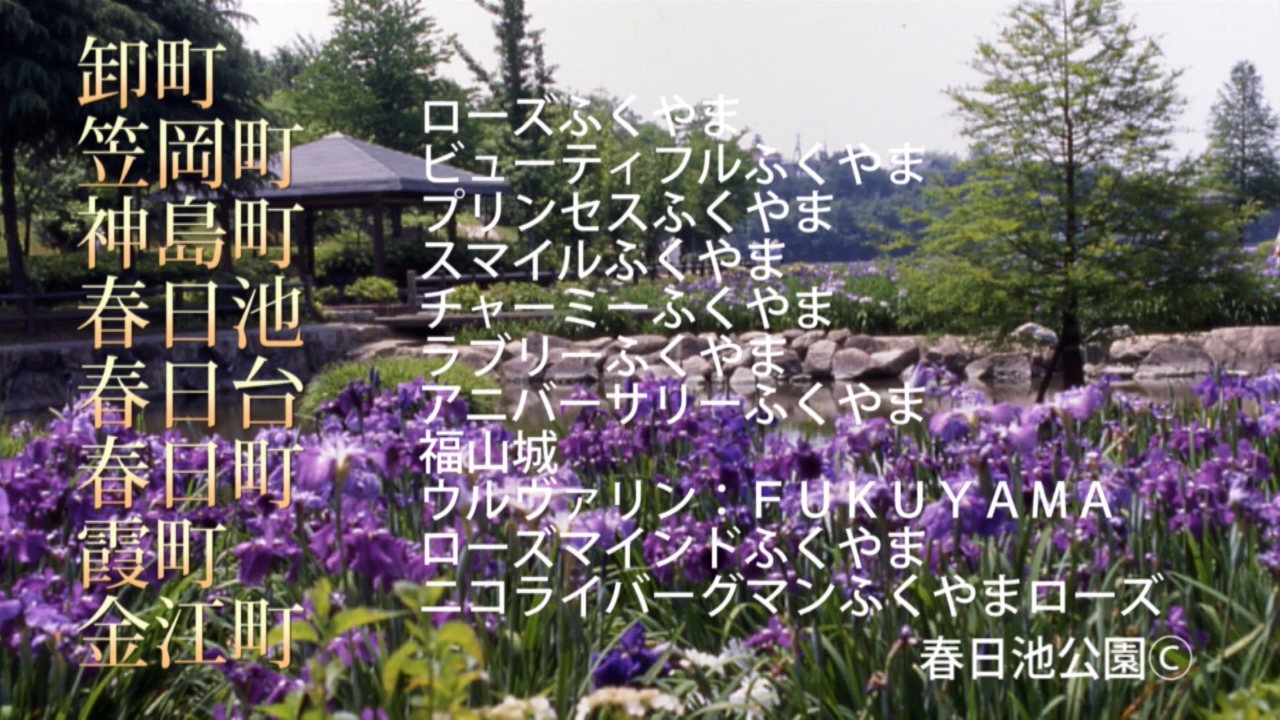 卸町
笠岡町
神島町
春日池
春日台
春日町
霞町
金江町
ローズふくやま
ビューティフルふくやま
プリンセスふくやま
スマイルふくやま
チャーミーふくやま
ラブリーふくやま
アニバーサリーふくやま
福山城
ウルヴァリン：ＦＵＫＵＹＡＭＡ
ローズマインドふくやま
ニコライバーグマンふくやまローズ
春日池公園Ⓒ